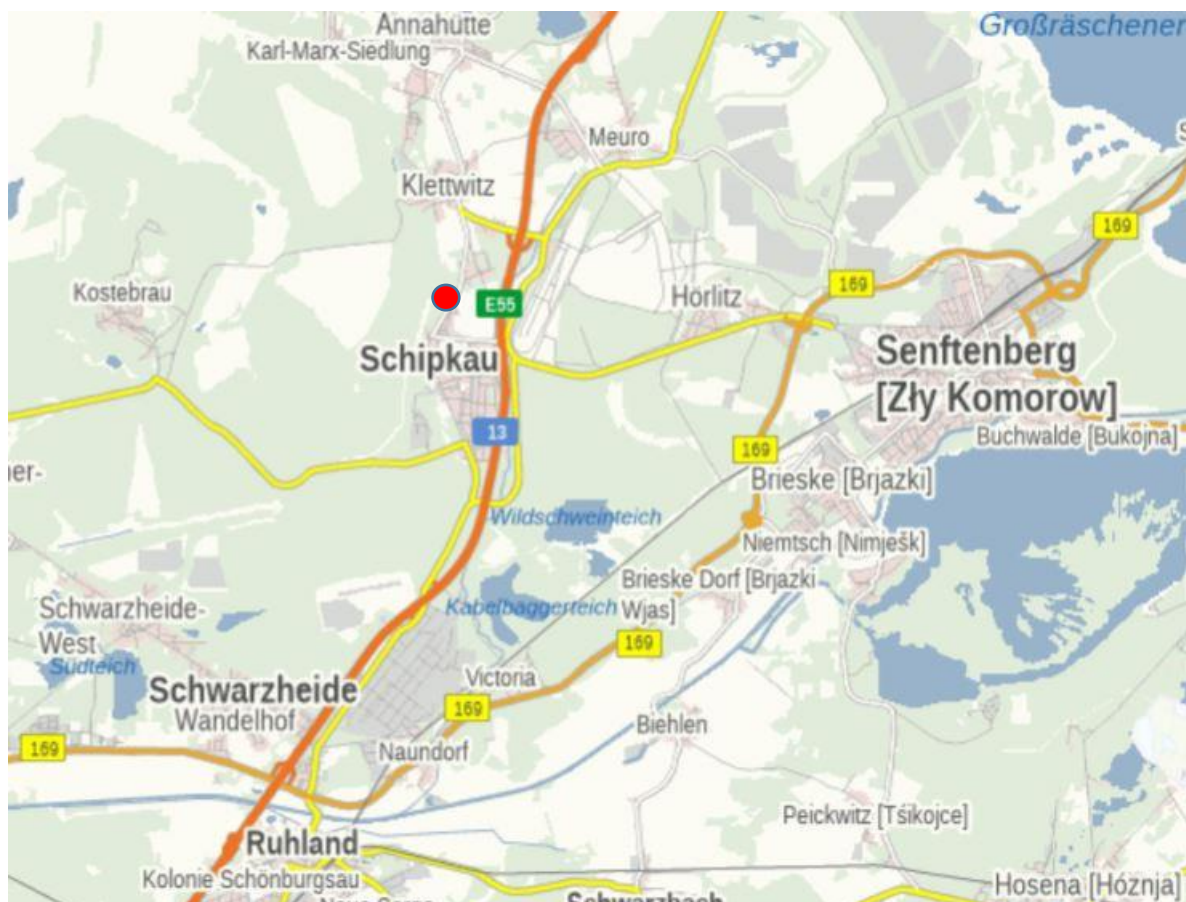 Annahütte
Großräschener
Karl-Marx-Siedlung
Meuro
Klettwitz
169
Kostebrau
E55
Hörlitz
169
Schipkau
Senftenberg
[Zły Komorow]
13
169
Buchwalde [Bukojna]
Brieske [Brjazki]
Wildschweinteich
Niemtsch [Nimješk]
Brieske Dorf [Brjazki
Wjas]
Kabelbaggerteich
Schwarzheide-
West
Südteich
169
Victoria
Schwarzheide
Wandelhof
169
Biehlen
169
Naundorf
Peickwitz [Tšikojce]
Ruhland
Kolonie Schönburgsau
Hosena [Hóznja]